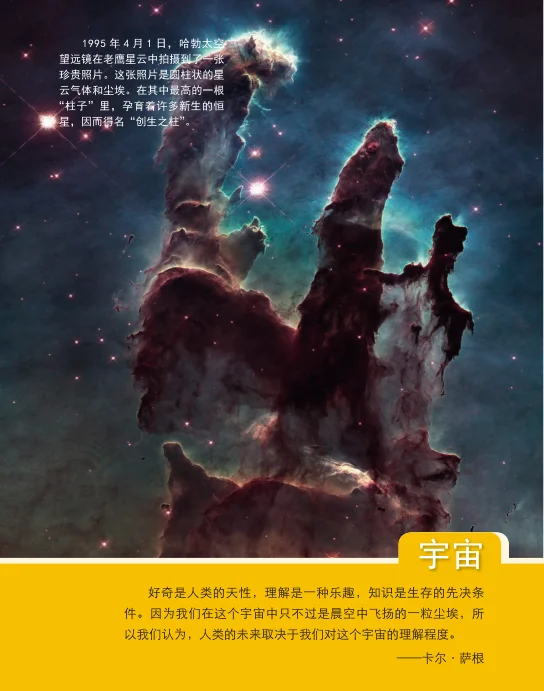 1995 年 4 月 1 日，哈勃太空
望远镜在老鹰星云中拍摄到了一张
珍贵照片。这张照片是圆柱状的星
云气体和尘埃。在其中最高的一根
“柱子”里，孕育着许多新生的恒
星，因而得名“创生之柱”。
宇宙
好奇是人类的天性，理解是一种乐趣，知识是生存的先决条
件。因为我们在这个宇宙中只不过是晨空中飞扬的一粒尘埃，所
以我们认为，人类的未来取决于我们对这个宇宙的理解程度。
——卡尔·萨根